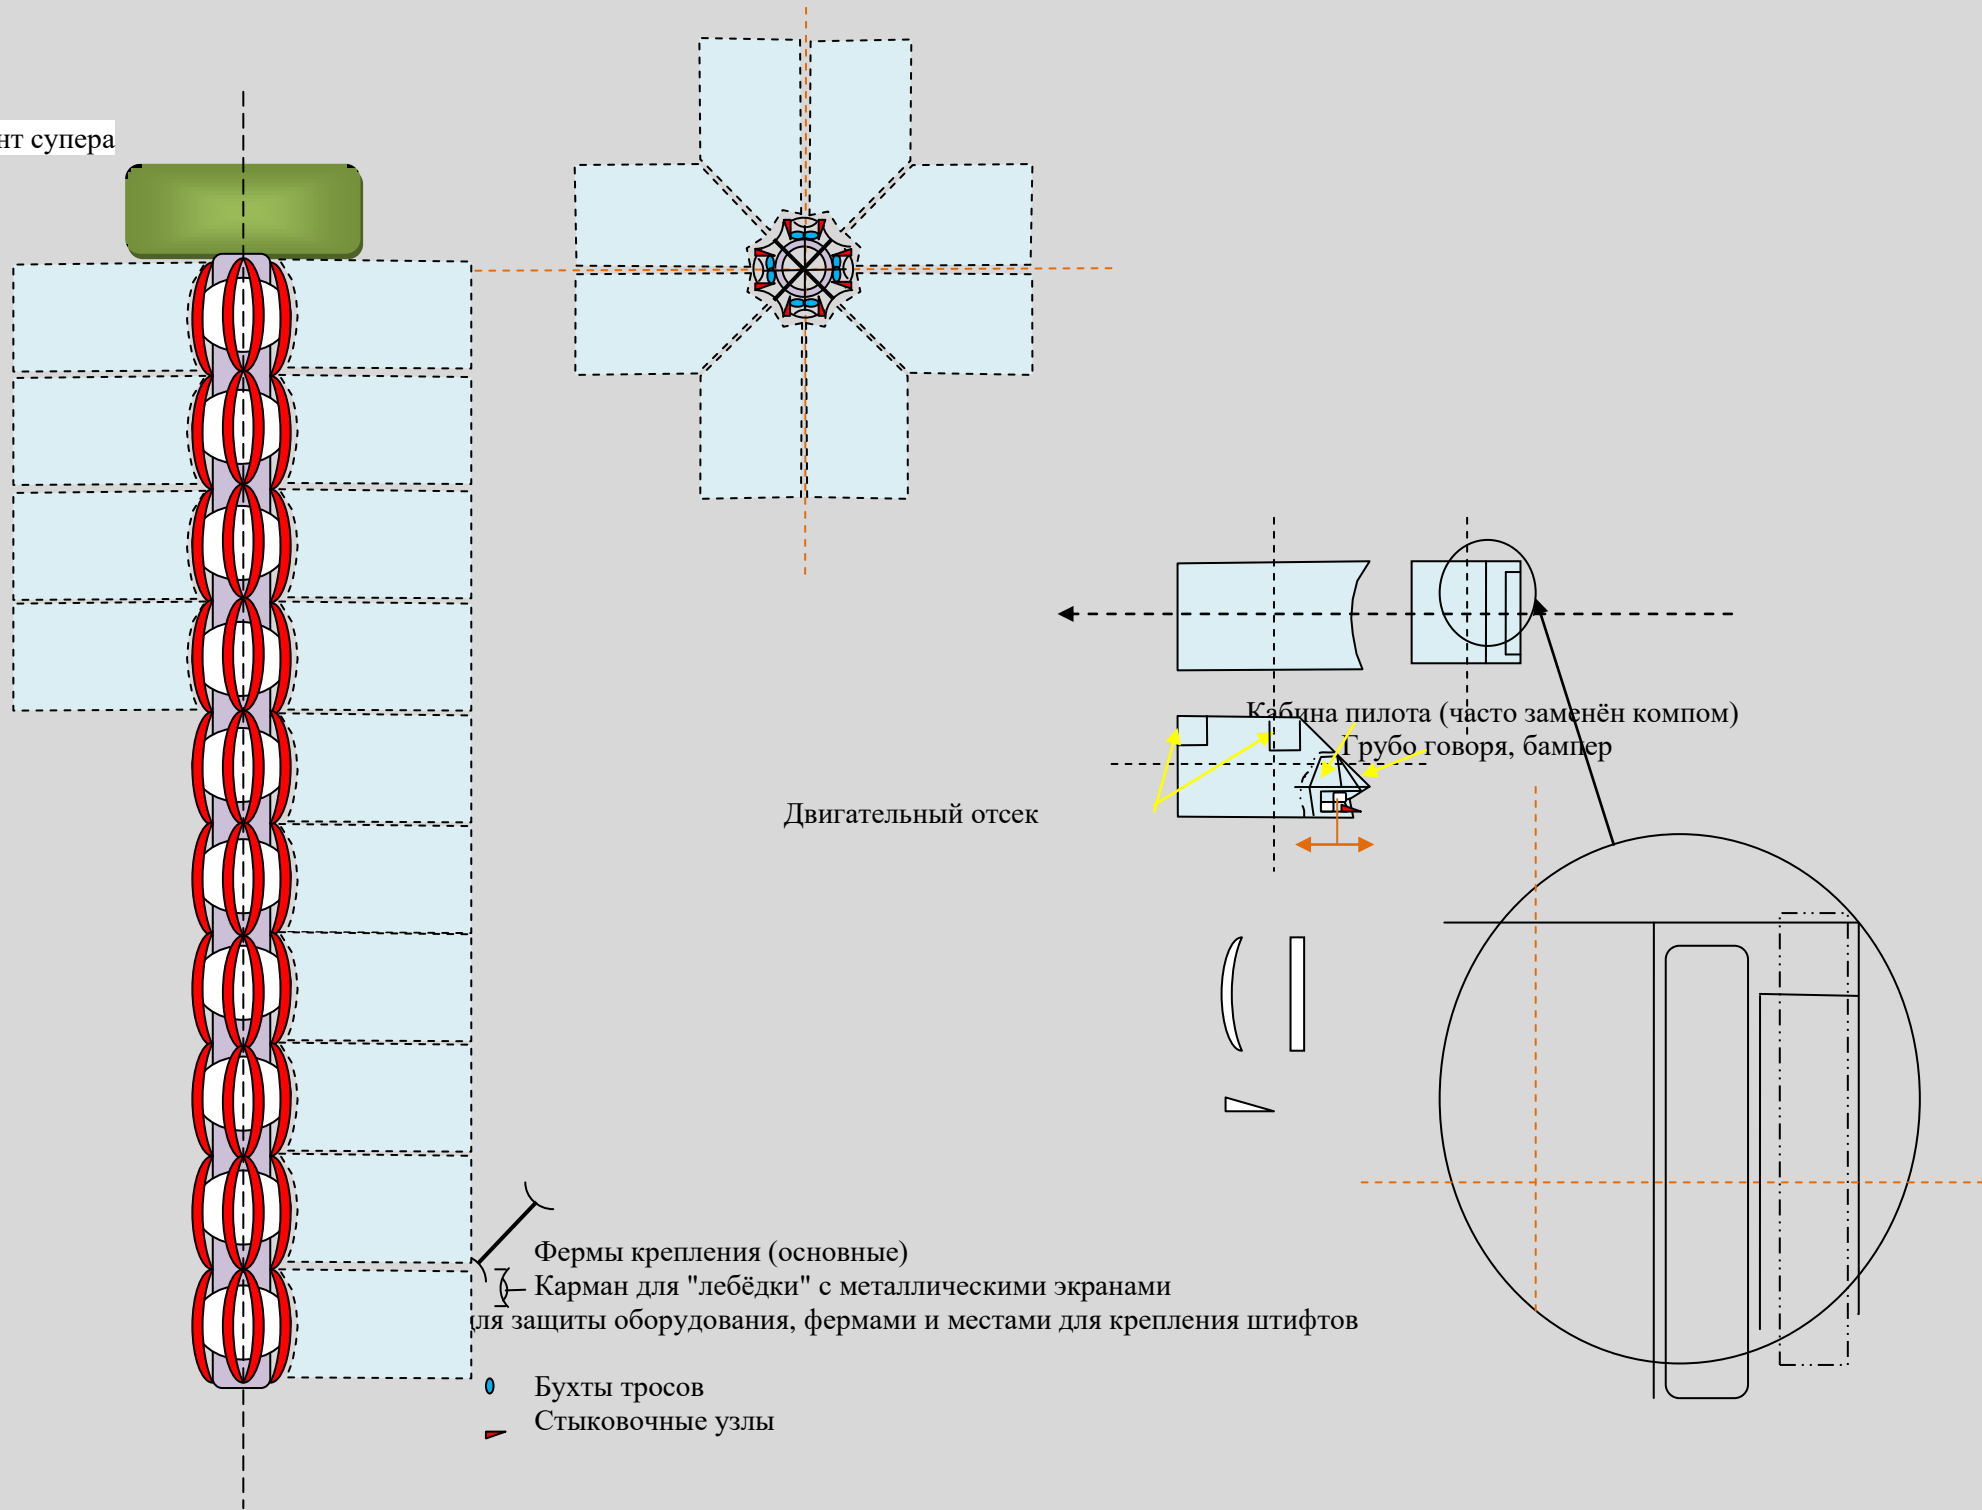 нт супера
Кабина пилота (часто заменён компом)
Грубо говоря, бампер
Двигательный отсек
Фермы крепления (основные)
Карман для "лебёдки" с металлическими экранами
ля защиты оборудования, фермами и местами для крепления штифтов
Бухты тросов
Стыковочные узлы